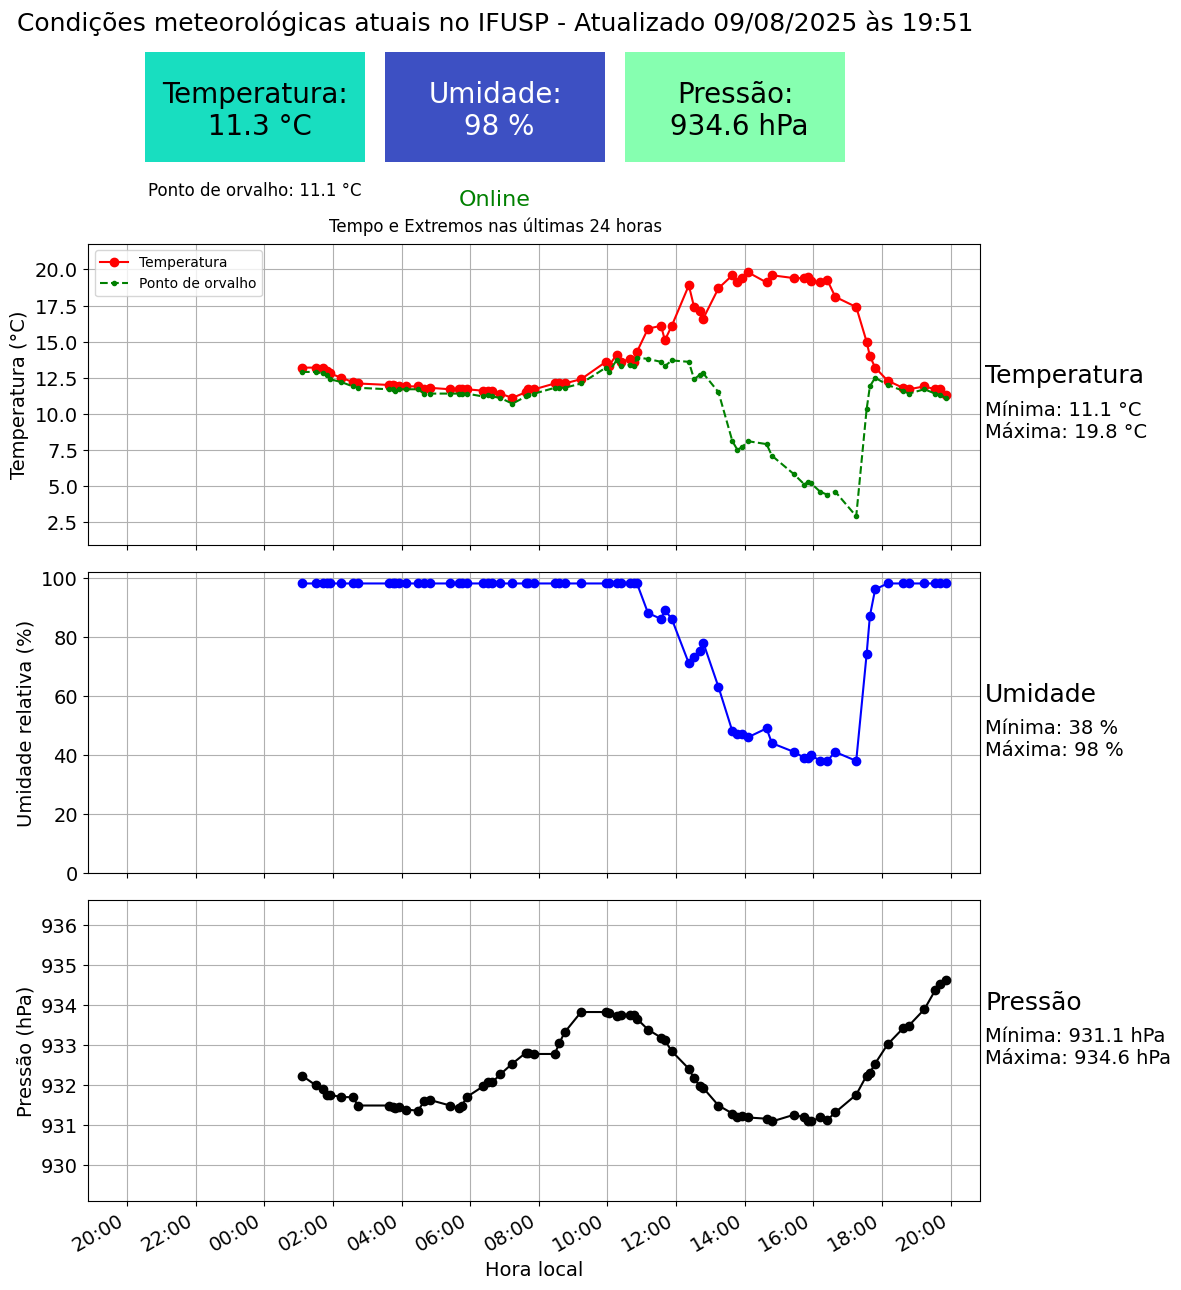 Condições meteorológicas atuais no IFUSP - Atualizado 09/08/2025 às 19:51
Temperatura:
11.3 °C
Umidade:
98 %
Pressão:
934.6 hPa
Ponto de orvalho: 11.1 °C
Online
Tempo e Extremos nas últimas 24 horas
Temperatura
Ponto de orvalho
Temperatura (°C)
20.0
17.5
15.0
12.5
10.0
7.5
5.0
2.5
Temperatura
Mínima: 11.1 °C
Máxima: 19.8 °C
Umidade relativa (%)
100
80
60
40
20
0
Umidade
Mínima: 38 %
Máxima: 98 %
Pressão (hPa)
936
935
934
933
932
931
930
Pressão
Mínima: 931.1 hPa
Máxima: 934.6 hPa
20:00 22:00 00:00 02:00 04:00 06:00 08:00 10:00 12:00 14:00 16:00 18:00 20:00
Hora local